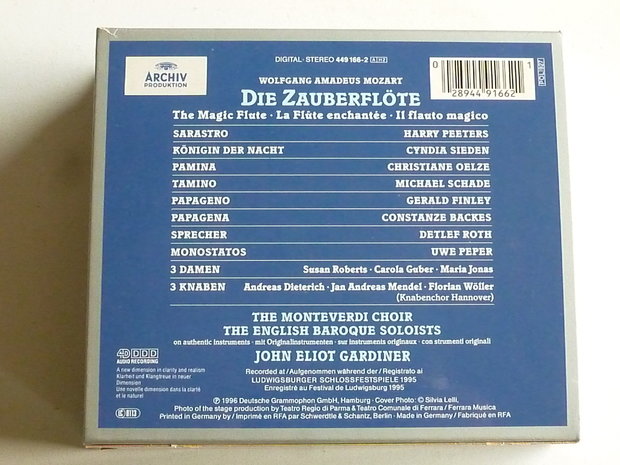 ARCHIV
PRODUKTION
DIGITAL · STEREO 449 166-2 AH2
0 28944 91662 1
POL 927
WOLFGANG AMADEUS MOZART
DIE ZAUBERFLÖTE
The Magic Flute · La Flûte enchantée · Il flauto magico
SARASTRO HARRY PEETERS
KÖNIGIN DER NACHT CYNDIA SIEDEN
PAMINA CHRISTIANE OELZE
TAMINO MICHAEL SCHADE
PAPAGENO GERALD FINLEY
PAPAGENA CONSTANZE BACKES
SPRECHER DETLEF ROTH
MONOSTATOS UWE PEPER
3 DAMEN Susan Roberts · Carola Guber · Maria Jonas
3 KNABEN Andreas Dieterich · Jan Andreas Mendel · Florian Wöller
(Knabenchor Hannover)
THE MONTEVERDI CHOIR
THE ENGLISH BAROQUE SOLOISTS
on authentic instruments · mit Originalinstrumenten · sur instruments originaux · con strumenti originali
JOHN ELIOT GARDINER
4D DDD
AUDIO RECORDING
A new dimension in clarity and realism
Klarheit und Klangtreue in neuer
Dimension
Une nouvelle dimension dans la clarté
et le naturel
Recorded at / Aufgenommen während der / Registrato ai
LUDWIGSBURGER SCHLOSSFESTSPIELE 1995
Enregistré au Festival de Ludwigsburg 1995
LC 0113
℗ 1996 Deutsche Grammophon GmbH, Hamburg · Cover Photo: © Silvia Lelli,
Photo of the stage production by Teatro Regio di Parma & Teatro Comunale di Ferrara / Ferrara Musica
Printed in Germany by / Imprimé en RFA par Schwerdtle & Schantz, Berlin · Made in Germany / Fabriqué en RFA